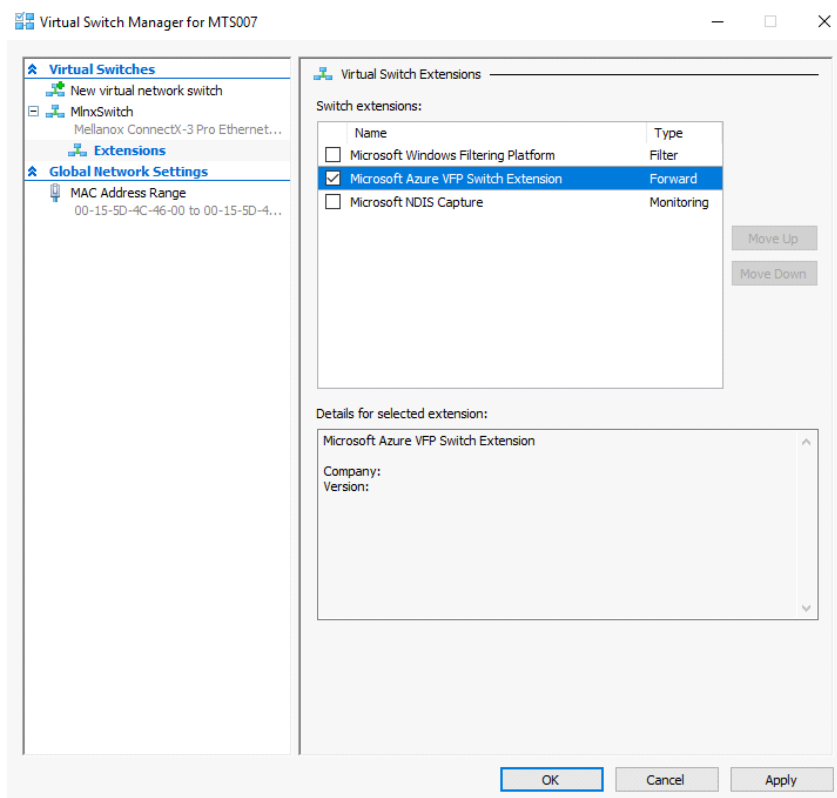 Virtual Switch Manager for MTS007
Virtual Switches
New virtual network switch
MlnxSwitch
Mellanox ConnectX-3 Pro Ethernet...
Extensions
Global Network Settings
MAC Address Range
00-15-5D-4C-46-00 to 00-15-5D-4...
Virtual Switch Extensions
Switch extensions:
Name Type
Microsoft Windows Filtering Platform Filter
Microsoft Azure VFP Switch Extension Forward
Microsoft NDIS Capture Monitoring
Move Up
Move Down
Details for selected extension:
Microsoft Azure VFP Switch Extension
Company:
Version:
OK Cancel Apply